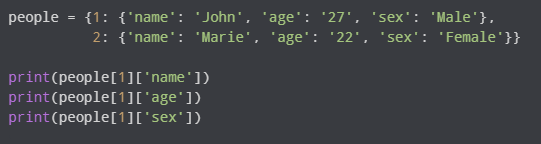 people = {1: {'name': 'John', 'age': '27', 'sex': 'Male'},
          2: {'name': 'Marie', 'age': '22', 'sex': 'Female'}}

print(people[1]['name'])
print(people[1]['age'])
print(people[1]['sex'])